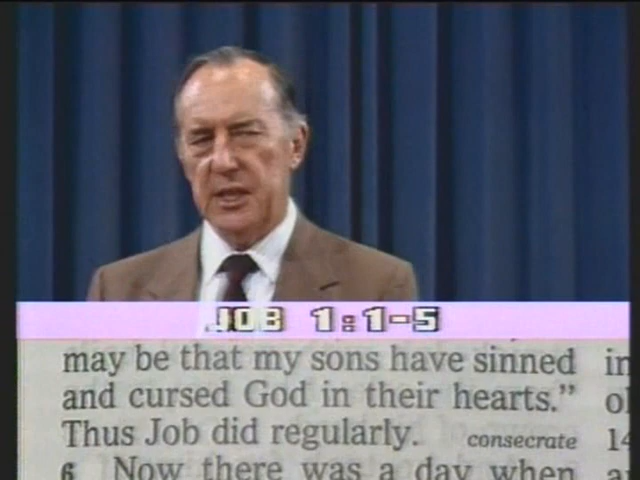 JOB 1:1-5
may be that my sons have sinned
and cursed God in their hearts.”
Thus Job did regularly. consecrate 14
6 Now there was a day when